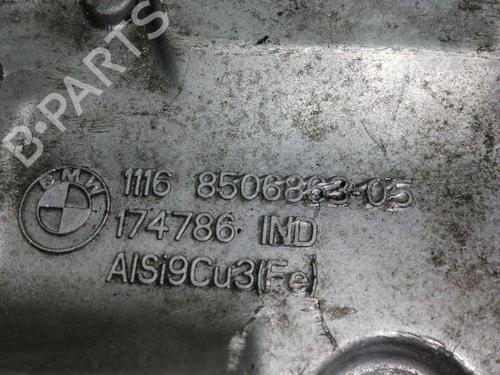 B-PARTS
BMW
1116 8506863-05
174786 IND
AlSi9Cu3(Fe)